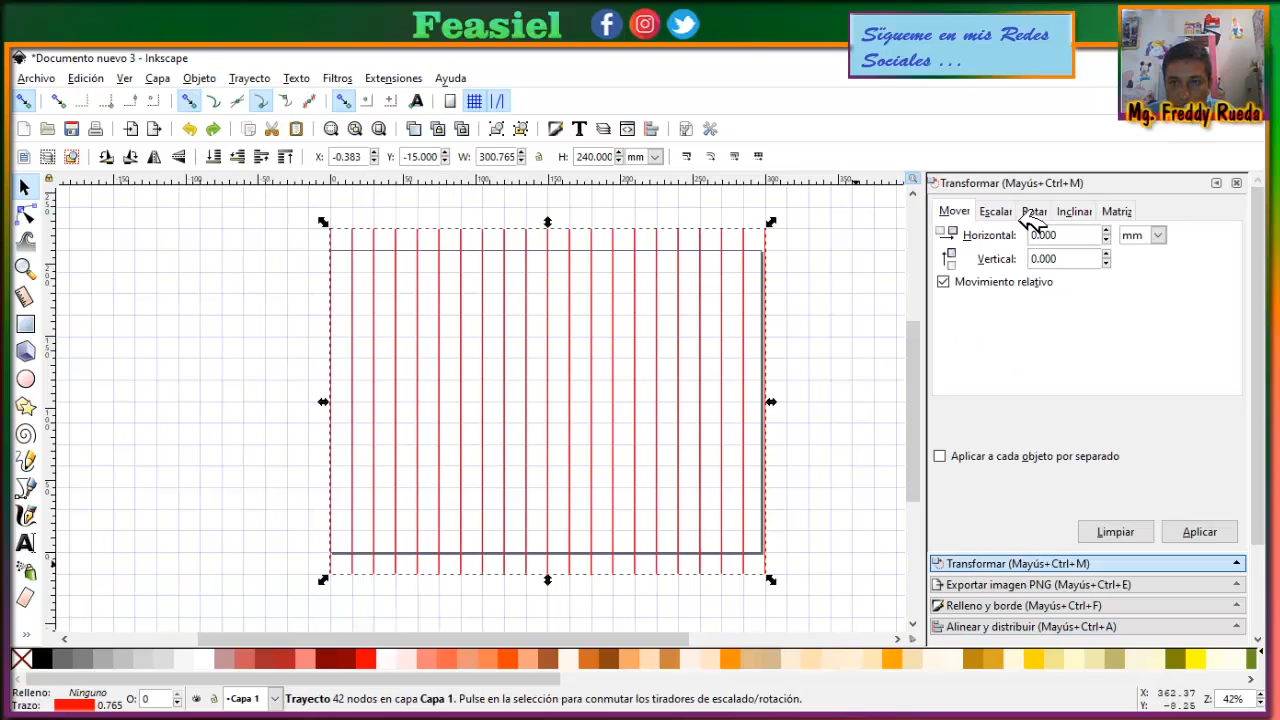 Feasiel
Sïgueme en mis Redes
Sociales ...
Mg. Freddy Rueda
*Documento nuevo 3 - Inkscape
Archivo Edición Ver Capa Objeto Trayecto Texto Filtros Extensiones Ayuda
X: -0.383 Y: -15.000 W: 300.765 H: 240.000 mm
Transformar (Mayús+Ctrl+M)
Mover Escalar Rotar Inclinar Matriz
Horizontal: 0.000 mm
Vertical: 0.000
Movimiento relativo
Aplicar a cada objeto por separado
Limpiar Aplicar
Transformar (Mayús+Ctrl+M)
Exportar imagen PNG (Mayús+Ctrl+E)
Relleno y borde (Mayús+Ctrl+F)
Alinear y distribuir (Mayús+Ctrl+A)
Relleno: Ninguno
Trazo: 0.765
O: 0
Capa 1
Trayecto 42 nodos en capa Capa 1. Pulse en la selección para conmutar los tiradores de escalado/rotación.
X: 362.37
Y: -8.25
Z: 42%